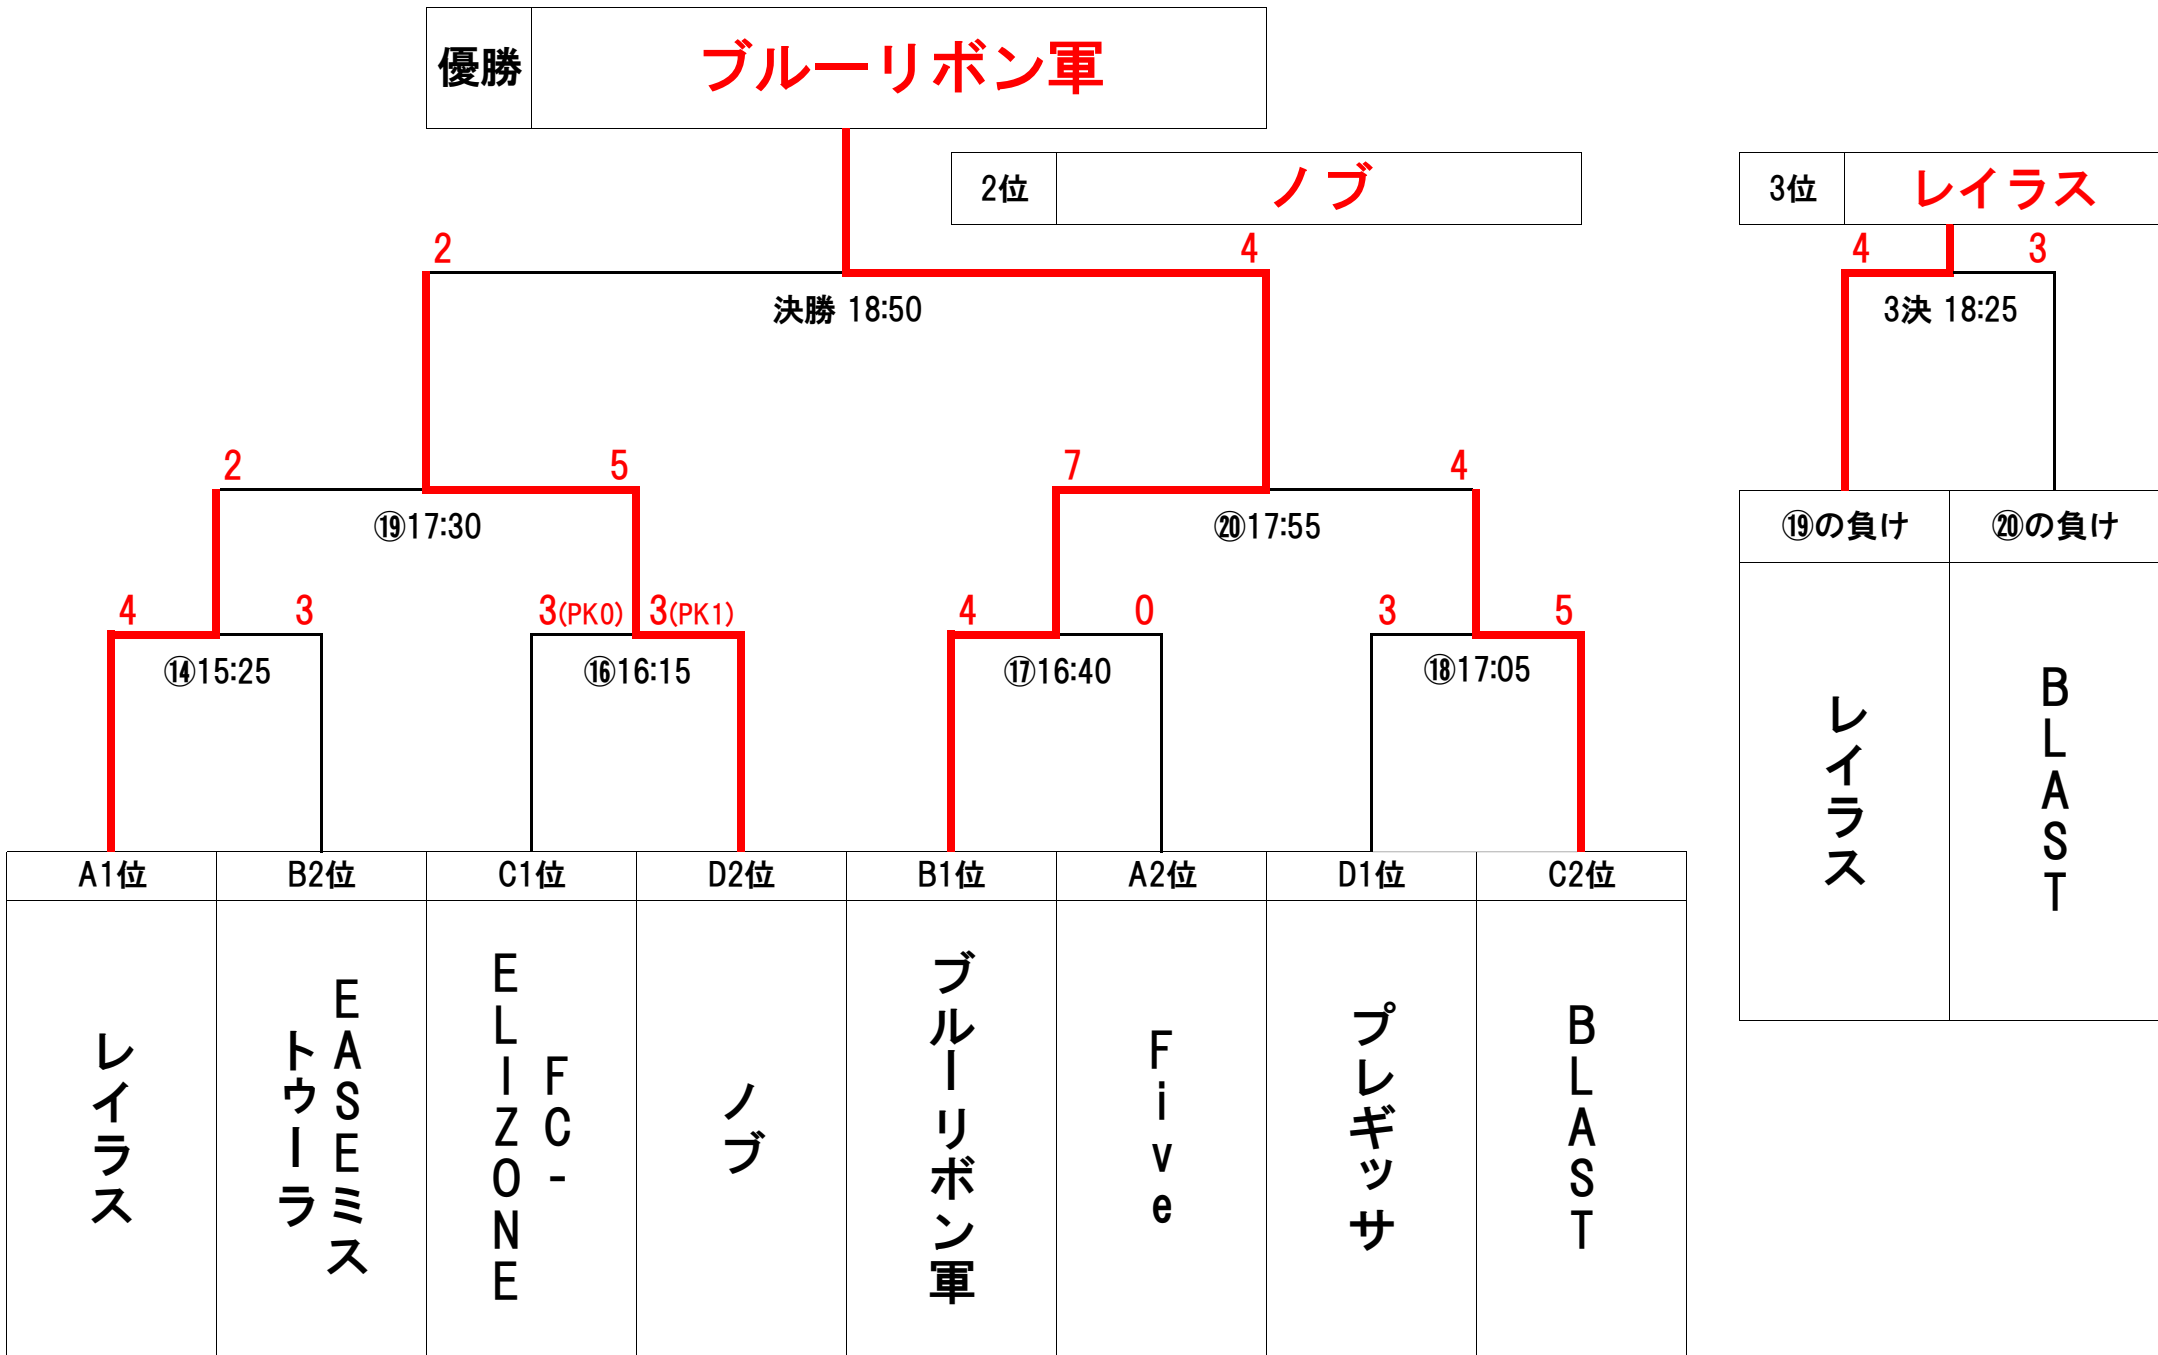 優勝 ブルーリボン軍
2位 ノブ
3位 レイラス
2 4
決勝 18:50
4 3
3決 18:25
2 5
⑲17:30
7 4
⑳17:55
⑲の負け ⑳の負け
レイラス
BLAST
4 3
⑭15:25
3(PK0) 3(PK1)
⑯16:15
4 0
⑰16:40
3 5
⑱17:05
A1位 B2位 C1位 D2位 B1位 A2位 D1位 C2位
レイラス
EASEミス
トゥーラ
FC-
ELIZONE
ノブ
ブルーリボン軍
Five
プレギッサ
BLAST